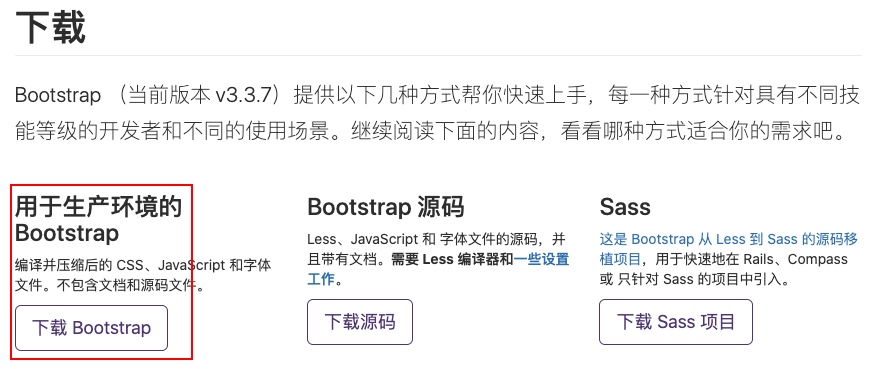 下载
Bootstrap （当前版本 v3.3.7）提供以下几种方式帮你快速上手，每一种方式针对具有不同技
能等级的开发者和不同的使用场景。继续阅读下面的内容，看看哪种方式适合你的需求吧。
用于生产环境的
Bootstrap
编译并压缩后的 CSS、JavaScript 和字体
文件。不包含文档和源码文件。
下载 Bootstrap
Bootstrap 源码
Less、JavaScript 和 字体文件的源码，并
且带有文档。需要 Less 编译器和一些设置
工作。
下载源码
Sass
这是 Bootstrap 从 Less 到 Sass 的源码移
植项目，用于快速地在 Rails、Compass
或 只针对 Sass 的项目中引入。
下载 Sass 项目